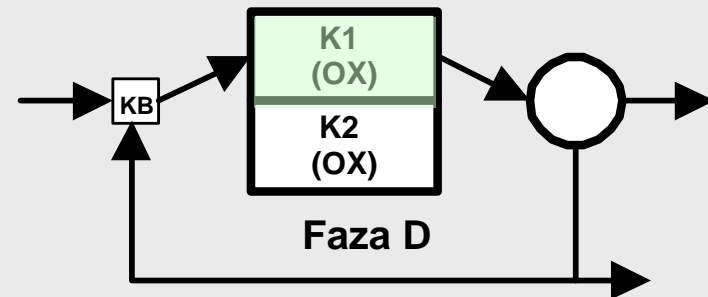 K1
(OX)
KB
K2
(OX)
Faza D